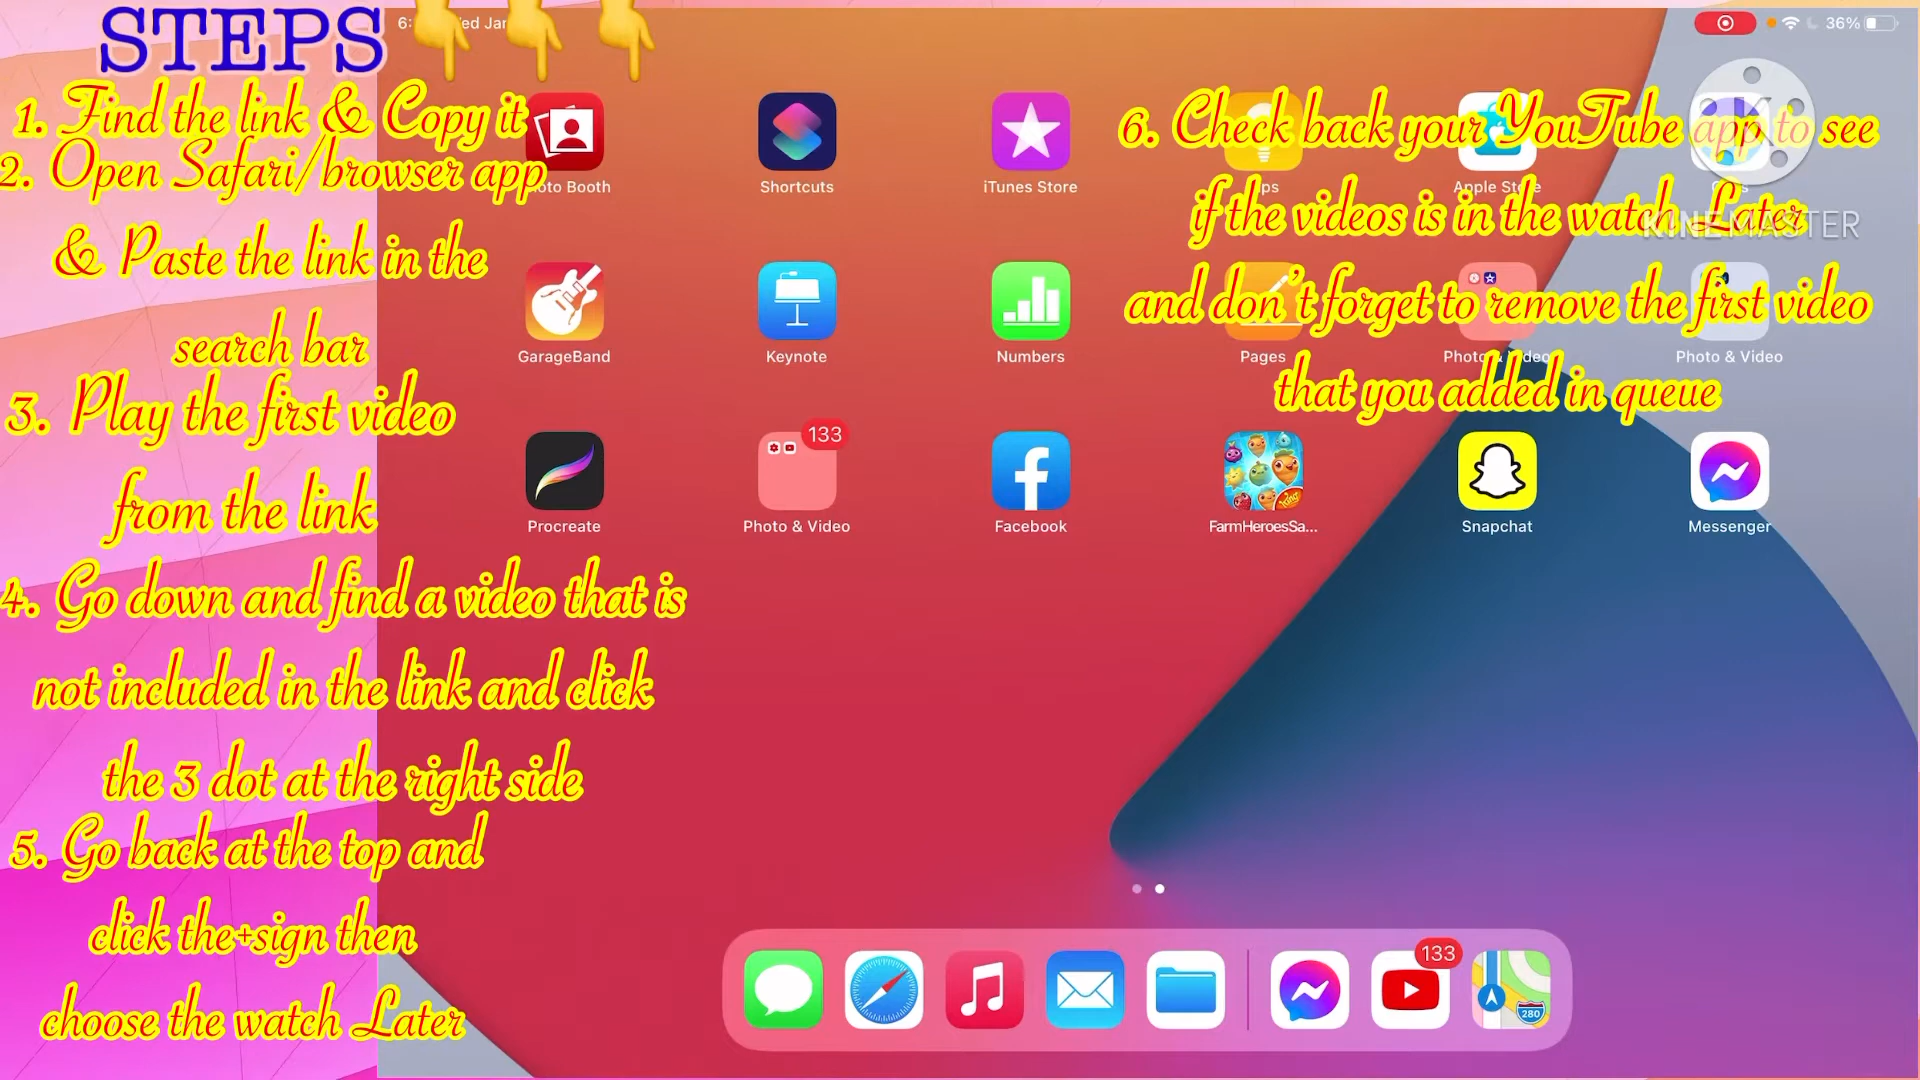 STEPS
1. Find the link & Copy it
2. Open Safari/browser app
& Paste the link in the
search bar
3. Play the first video
from the link
4. Go down and find a video that is
not included in the link and click
the 3 dot at the right side
5. Go back at the top and
click the+sign then
choose the watch Later
6. Check back your YouTube app to see
if the videos is in the watch Later
and don't forget to remove the first video
that you added in queue
36%
KINEMASTER
Shortcuts
iTunes Store
Apple Store
GarageBand
Keynote
Numbers
Pages
Photo & Video
Photo & Video
133
Procreate
Photo & Video
Facebook
FarmHeroesSa...
Snapchat
Messenger
133
280